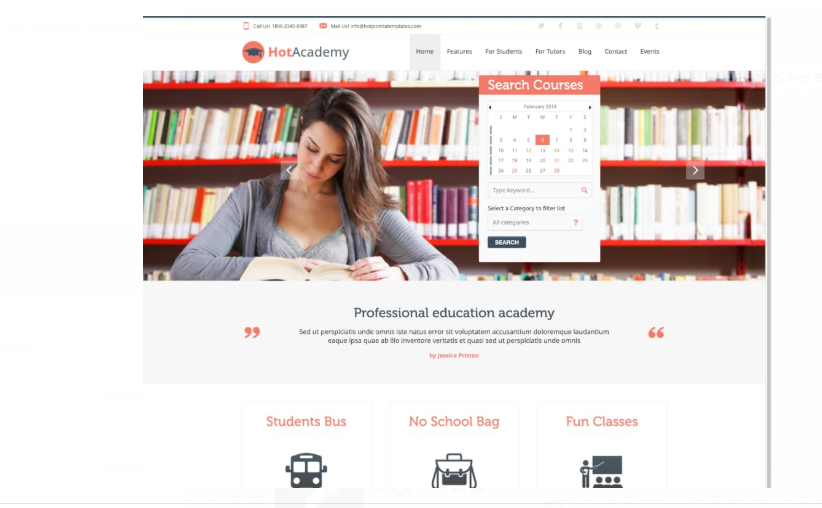 Call Us! 1800-2345-6987 Mail Us! info@hotjoomlatemplates.com
HotAcademy
Home Features For Students For Tutors Blog Contact Events
Search Courses
February 2019
S M T W T F S
1 2
3 4 5 6 7 8 9
10 11 12 13 14 15 16
17 18 19 20 21 22 23
24 25 26 27 28
Type keyword...
Select a Category to filter list
All categories ?
SEARCH
Professional education academy
Sed ut perspiciatis unde omnis iste natus error sit voluptatem accusantium doloremque laudantium
eaque ipsa quae ab illo inventore veritatis et quasi sed ut perspiciatis unde omnis
by Jessica Priston
Students Bus
No School Bag
Fun Classes